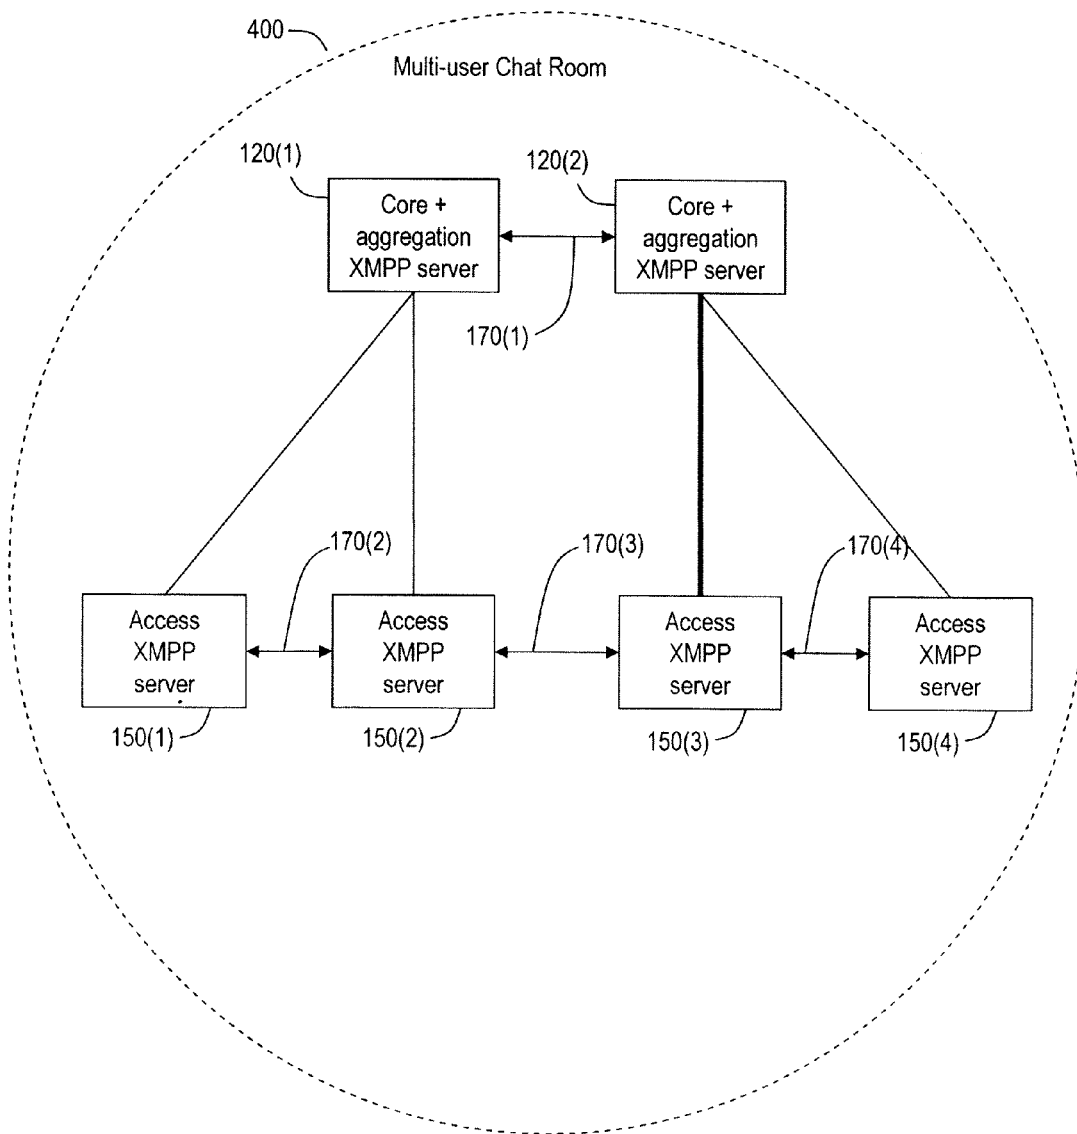 400
Multi-user Chat Room
120(1)
120(2)
Core +
aggregation
XMPP server
Core +
aggregation
XMPP server
170(1)
170(2)
170(3)
170(4)
Access
XMPP
server
Access
XMPP
server
Access
XMPP
server
Access
XMPP
server
150(1)
150(2)
150(3)
150(4)